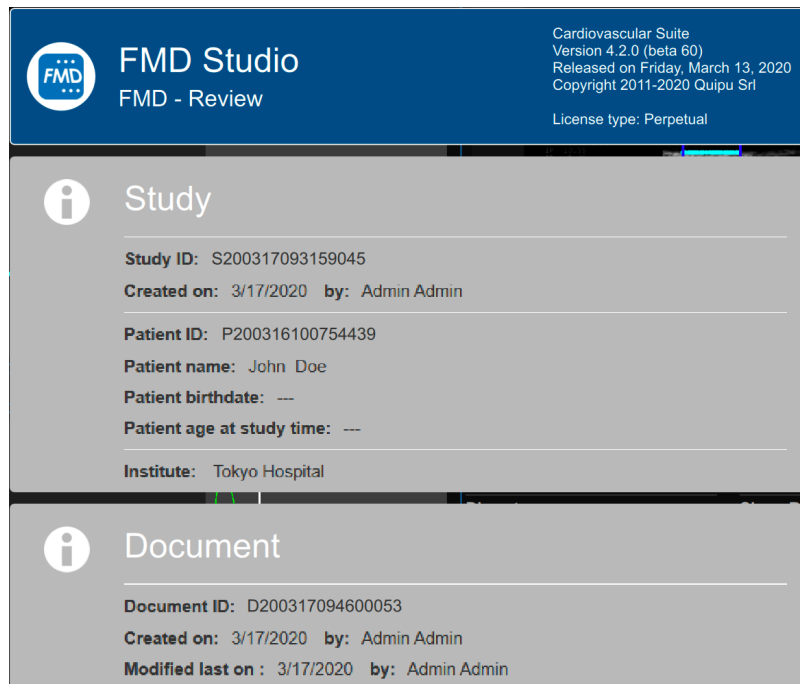 FMD
FMD Studio
FMD - Review
Cardiovascular Suite
Version 4.2.0 (beta 60)
Released on Friday, March 13, 2020
Copyright 2011-2020 Quipu Srl
License type: Perpetual
Study
Study ID: S200317093159045
Created on: 3/17/2020 by: Admin Admin
Patient ID: P200316100754439
Patient name: John Doe
Patient birthdate: ---
Patient age at study time: ---
Institute: Tokyo Hospital
Document
Document ID: D200317094600053
Created on: 3/17/2020 by: Admin Admin
Modified last on : 3/17/2020 by: Admin Admin